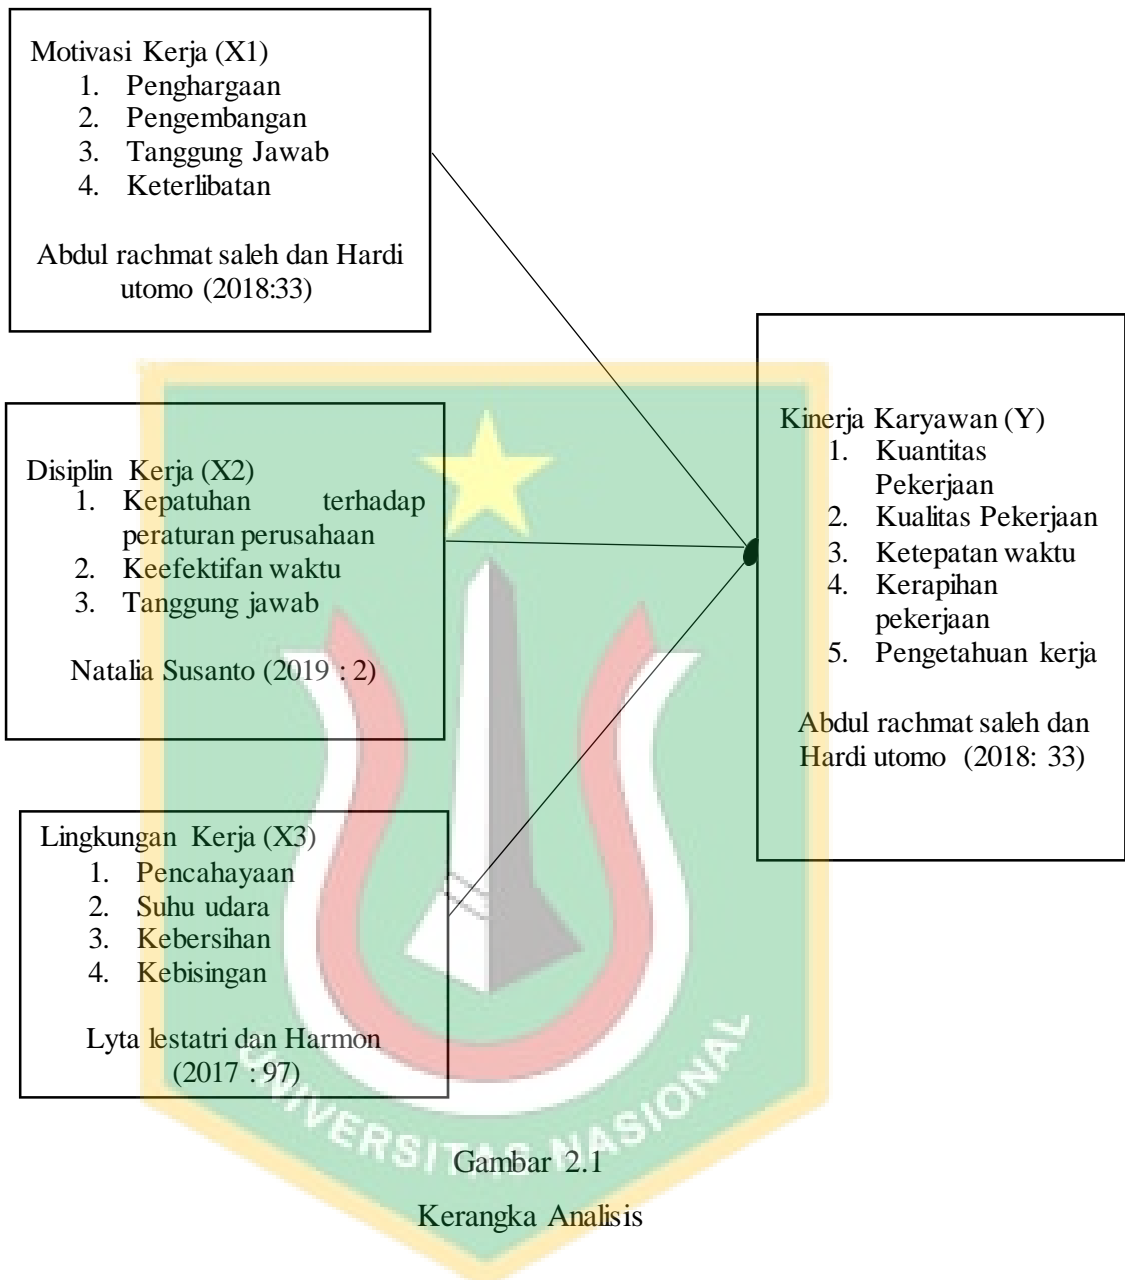 Motivasi Kerja (X1)
1. Penghargaan
2. Pengembangan
3. Tanggung Jawab
4. Keterlibatan
Abdul rachmat saleh dan Hardi
utomo (2018:33)
Disiplin Kerja (X2)
1. Kepatuhan terhadap
peraturan perusahaan
2. Keefektifan waktu
3. Tanggung jawab
Natalia Susanto (2019 : 2)
Lingkungan Kerja (X3)
1. Pencahayaan
2. Suhu udara
3. Kebersihan
4. Kebisingan
Lyta lestatri dan Harmon
(2017 : 97)
Kinerja Karyawan (Y)
1. Kuantitas
Pekerjaan
2. Kualitas Pekerjaan
3. Ketepatan waktu
4. Kerapihan
pekerjaan
5. Pengetahuan kerja
Abdul rachmat saleh dan
Hardi utomo (2018: 33)
UNIVERSITAS NASIONAL
Gambar 2.1
Kerangka Analisis